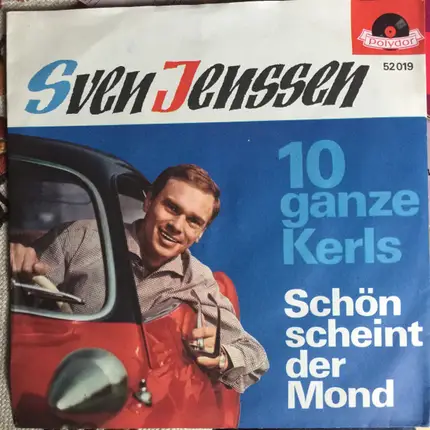 Polydor
52 019
Sven Jenssen
10
ganze
Kerls
Schön
scheint
der
Mond